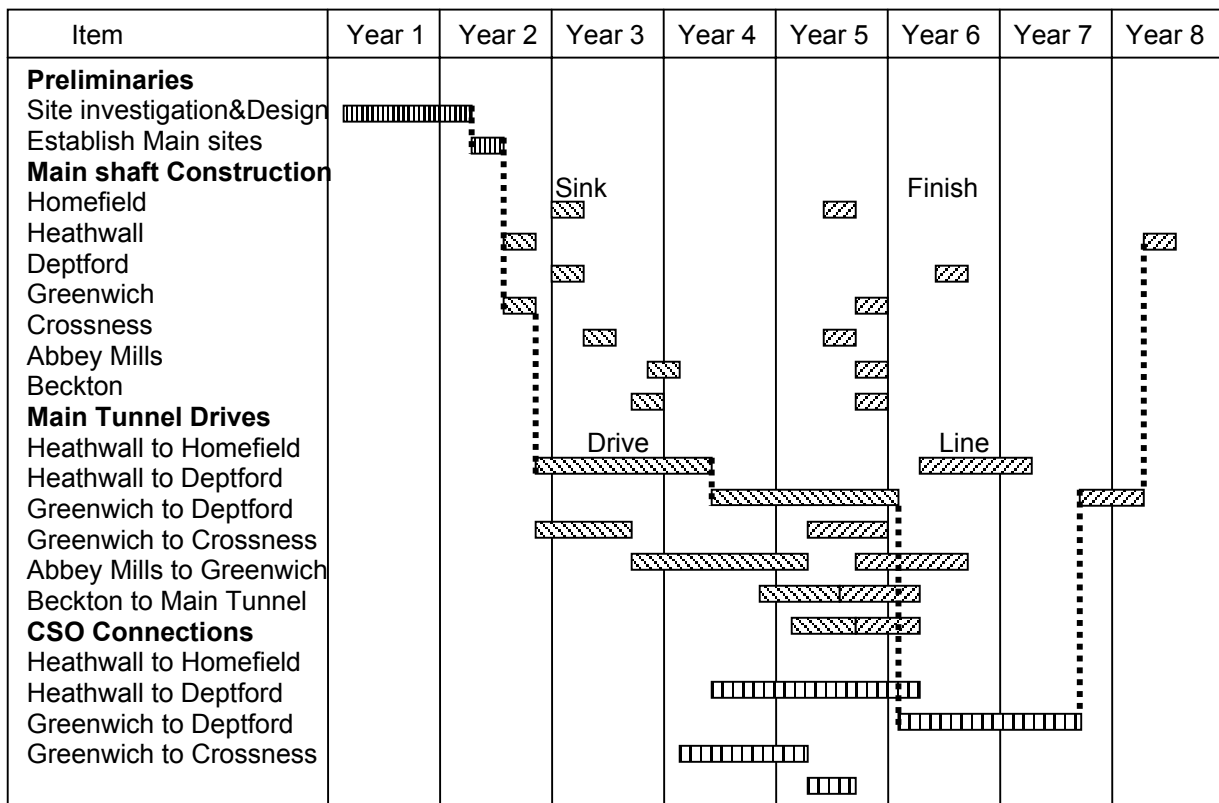 Item Year 1 Year 2 Year 3 Year 4 Year 5 Year 6 Year 7 Year 8
Preliminaries
Site investigation&Design
Establish Main sites
Main shaft Construction
Sink Finish
Homefield
Heathwall
Deptford
Greenwich
Crossness
Abbey Mills
Beckton
Main Tunnel Drives
Drive Line
Heathwall to Homefield
Heathwall to Deptford
Greenwich to Deptford
Greenwich to Crossness
Abbey Mills to Greenwich
Beckton to Main Tunnel
CSO Connections
Heathwall to Homefield
Heathwall to Deptford
Greenwich to Deptford
Greenwich to Crossness